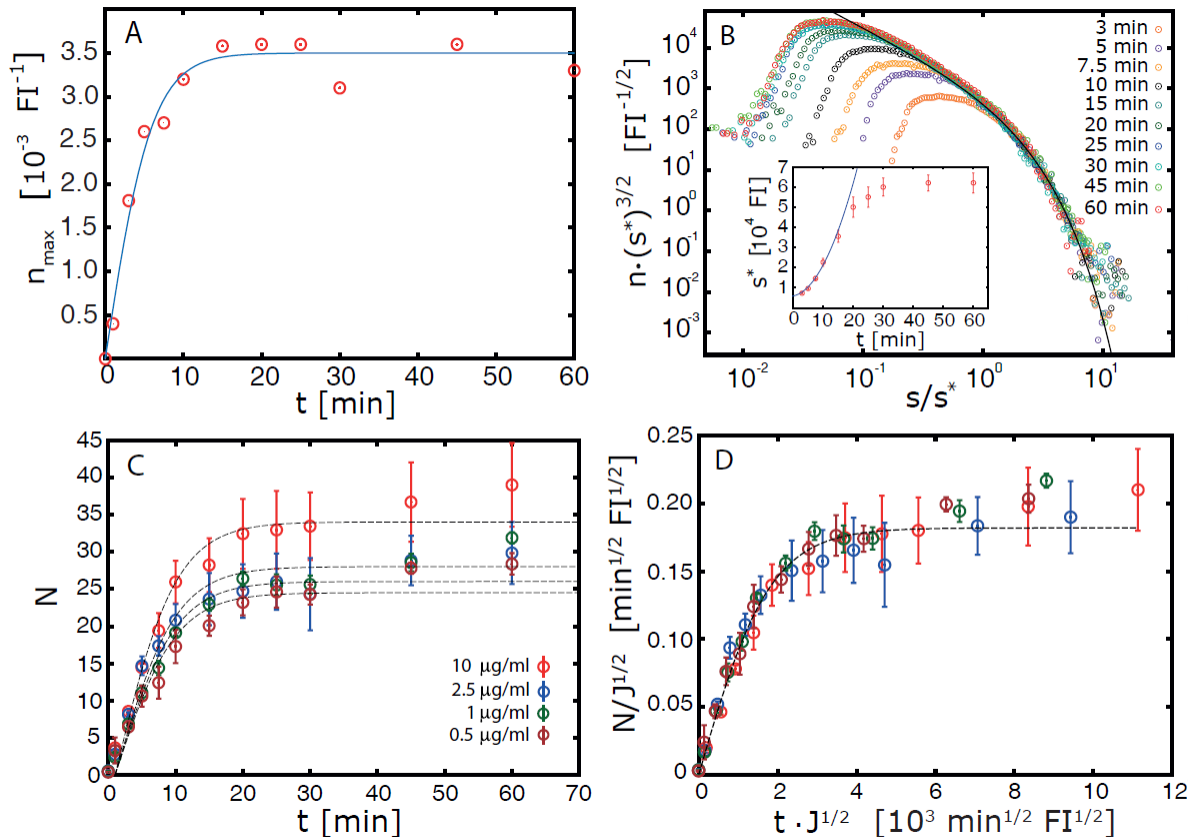 A
n_max [10^-3 FI^-1]
3.5
3.0
2.5
2.0
1.5
1.0
0.5
0 10 20 30 40 50 60
t [min]
B
n·(s*)^3/2 [FI^-1/2]
10^4
10^3
10^2
10^1
10^0
10^-1
10^-2
10^-3
10^-2 10^-1 10^0 10^1
s/s*
3 min
5 min
7.5 min
10 min
15 min
20 min
25 min
30 min
45 min
60 min
s* [10^4 FI]
7
6
5
4
3
2
1
0 10 20 30 40 50 60
t [min]
C
N
45
40
35
30
25
20
15
10
5
0
0 10 20 30 40 50 60 70
t [min]
10 µg/ml
2.5 µg/ml
1 µg/ml
0.5 µg/ml
D
N/J^1/2 [min^1/2 FI^1/2]
0.25
0.20
0.15
0.10
0.05
0
0 2 4 6 8 10 12
t·J^1/2 [10^3 min^1/2 FI^1/2]